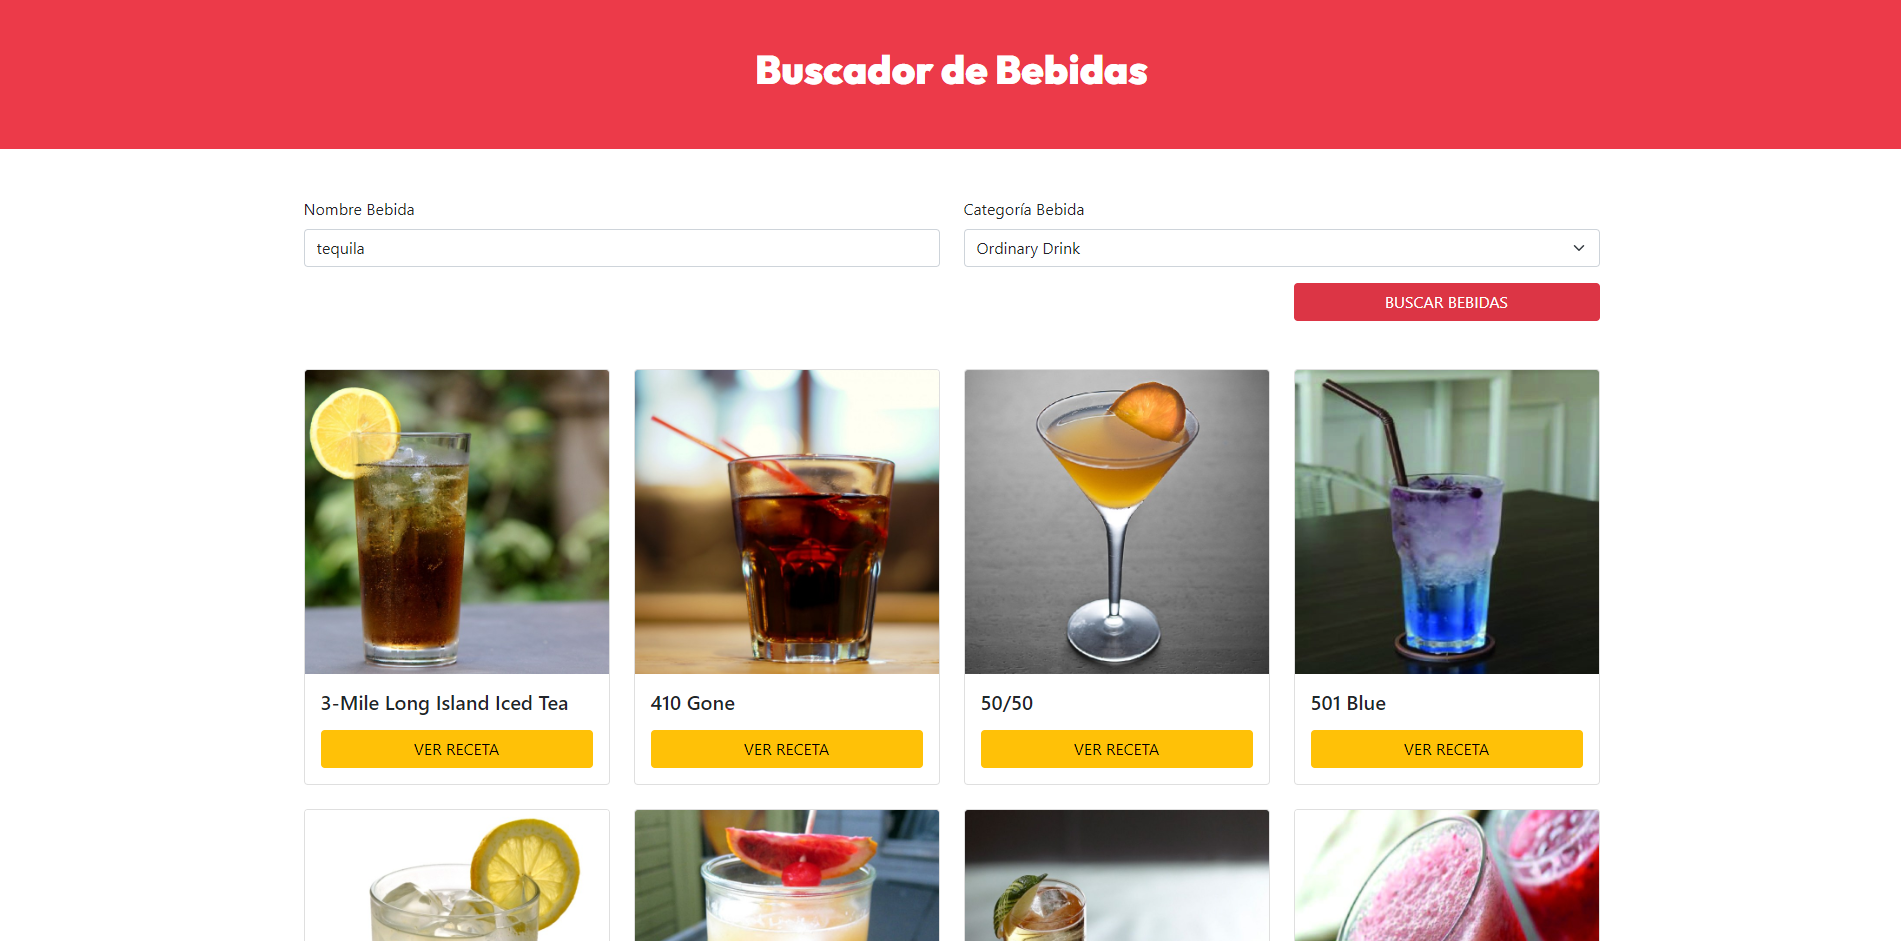 Buscador de Bebidas
Nombre Bebida
Categoría Bebida
tequila
Ordinary Drink
BUSCAR BEBIDAS
3-Mile Long Island Iced Tea
410 Gone
50/50
501 Blue
VER RECETA
VER RECETA
VER RECETA
VER RECETA